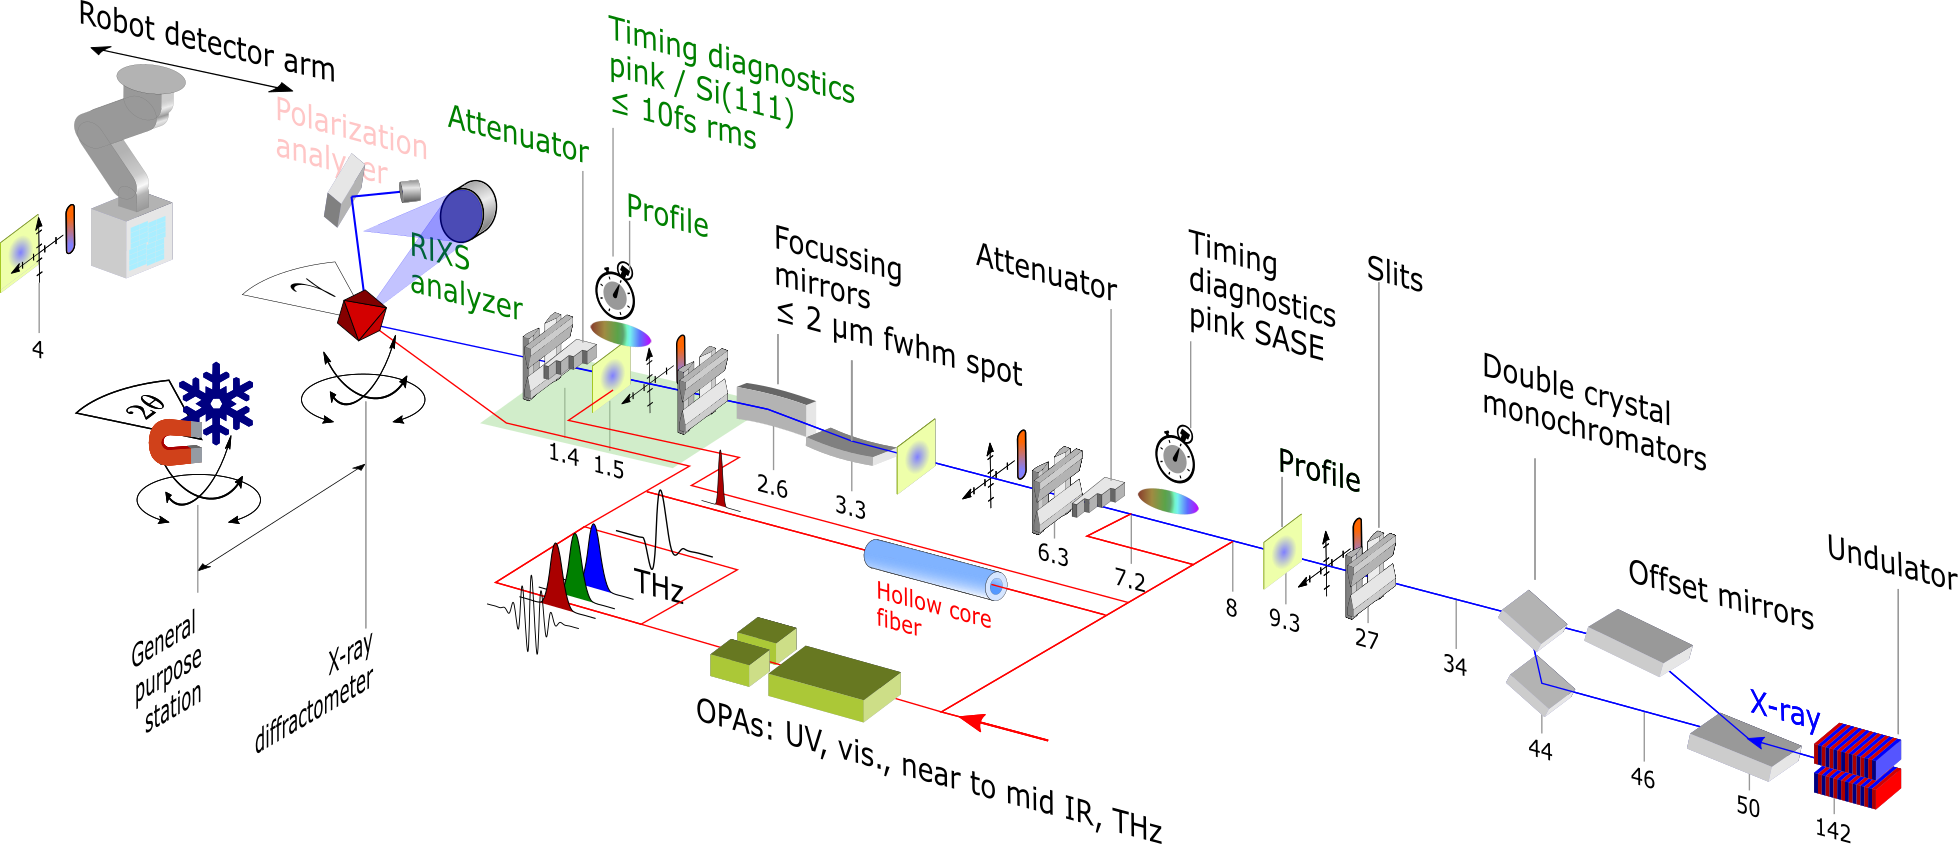 Robot detector arm
Polarization
analyzer
Attenuator
Timing diagnostics
pink / Si(111)
≤ 10fs rms
Profile
RIXS
analyzer
γ
4
2θ
Focussing
mirrors
≤ 2 μm fwhm spot
Attenuator
Timing
diagnostics
pink SASE
Slits
Double crystal
monochromators
Profile
Offset mirrors
Undulator
X-ray
1.4
1.5
2.6
3.3
6.3
7.2
8
9.3
27
34
44
46
50
142
THz
Hollow core
fiber
OPAs: UV, vis., near to mid IR, THz
General
purpose
station
X-ray
diffractometer